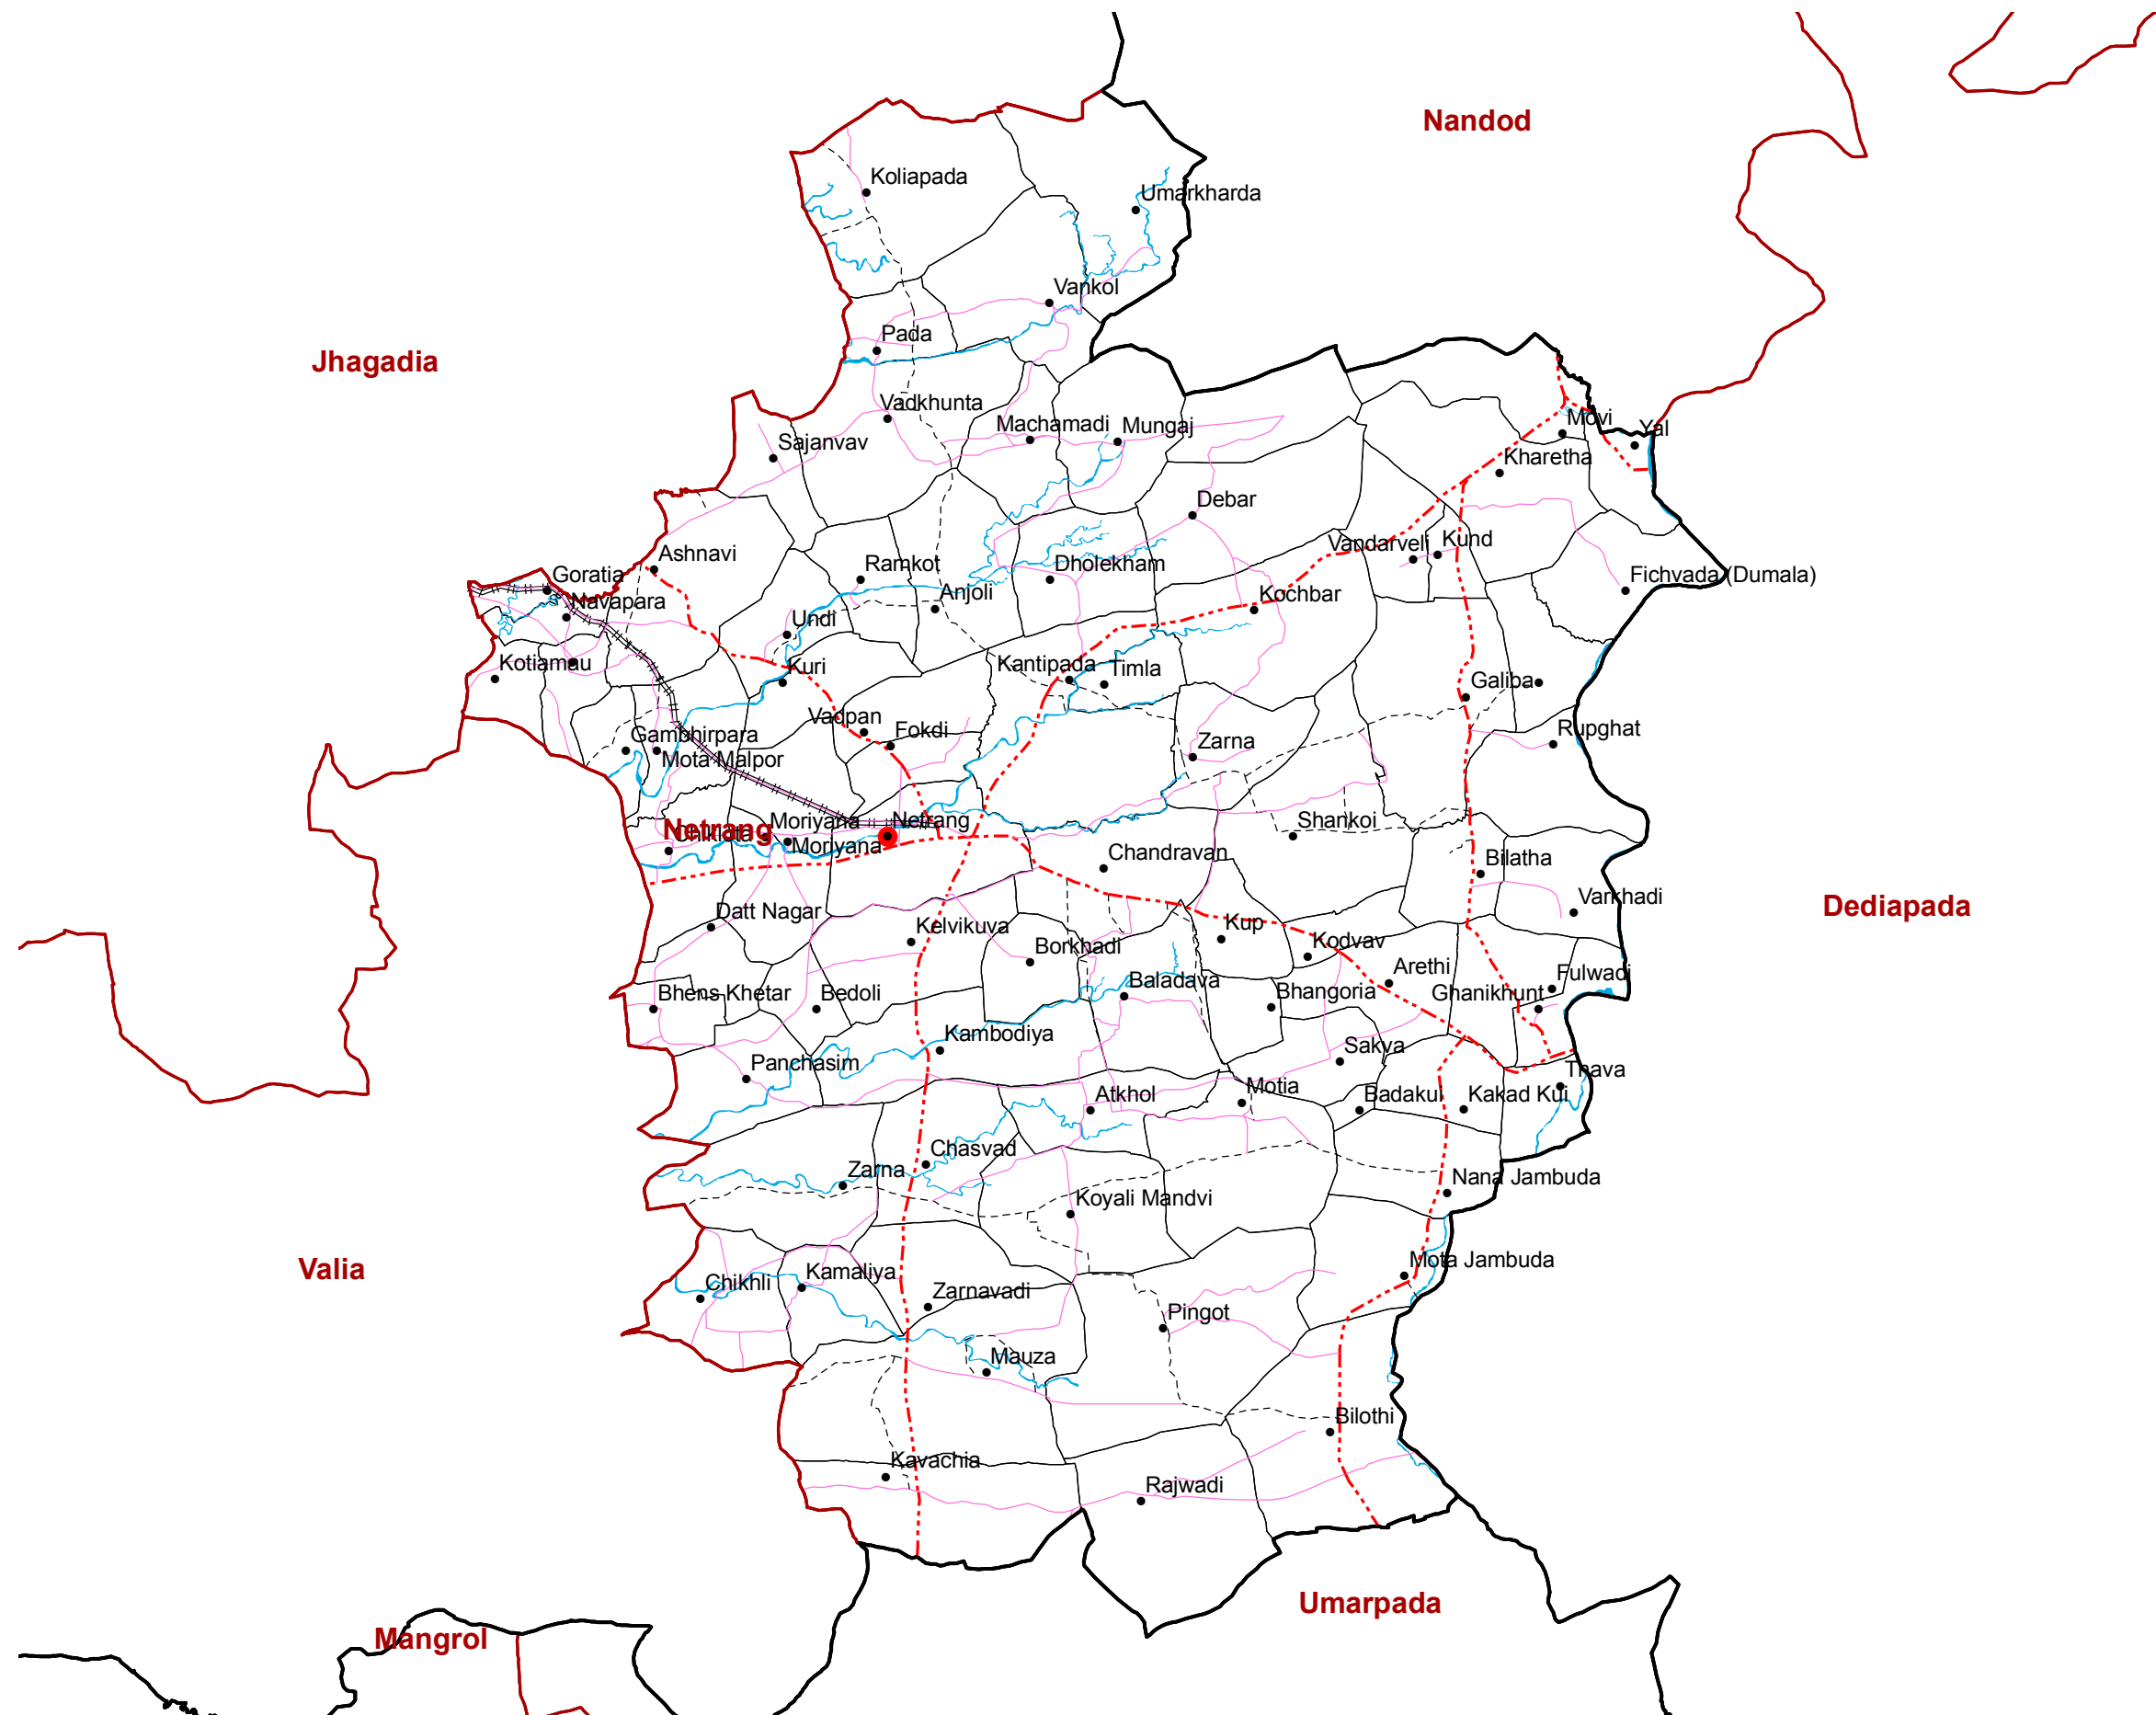 Nandod
Koliapada
Umarkharda
Vankol
Pada
Jhagadia
Vadkhunta
Machamadi
Mungaj
Movi
Yal
Sajanvav
Kharetha
Debar
Vandarveli
Kund
Ashnavi
Ramkot
Dholekham
Goratia
Fichvada (Dumala)
Navapara
Anjoli
Kochbar
Undi
Kotiamau
Kuri
Kantipada
Timla
Galiba
Vadpan
Fokdi
Rupghat
Gambhirpara
Zarna
Mota Malpor
Moriyana
Netrang
Shankoi
Netrang
Moriyana
Chandravan
Bilatha
Varkhadi
Dediapada
Datt Nagar
Kelvikuva
Kup
Borkhadi
Kodvav
Arethi
Fulwadi
Baladava
Bhens Khetar
Bedoli
Bhangoria
Ghanikhunt
Kambodiya
Sakva
Panchasim
Thava
Atkhol
Motia
Badakui
Kakad Kui
Chasvad
Zarna
Nana Jambuda
Koyali Mandvi
Valia
Mota Jambuda
Chikhli
Kamaliya
Zarnavadi
Pingot
Mauza
Bilothi
Kavachia
Rajwadi
Umarpada
Mangrol